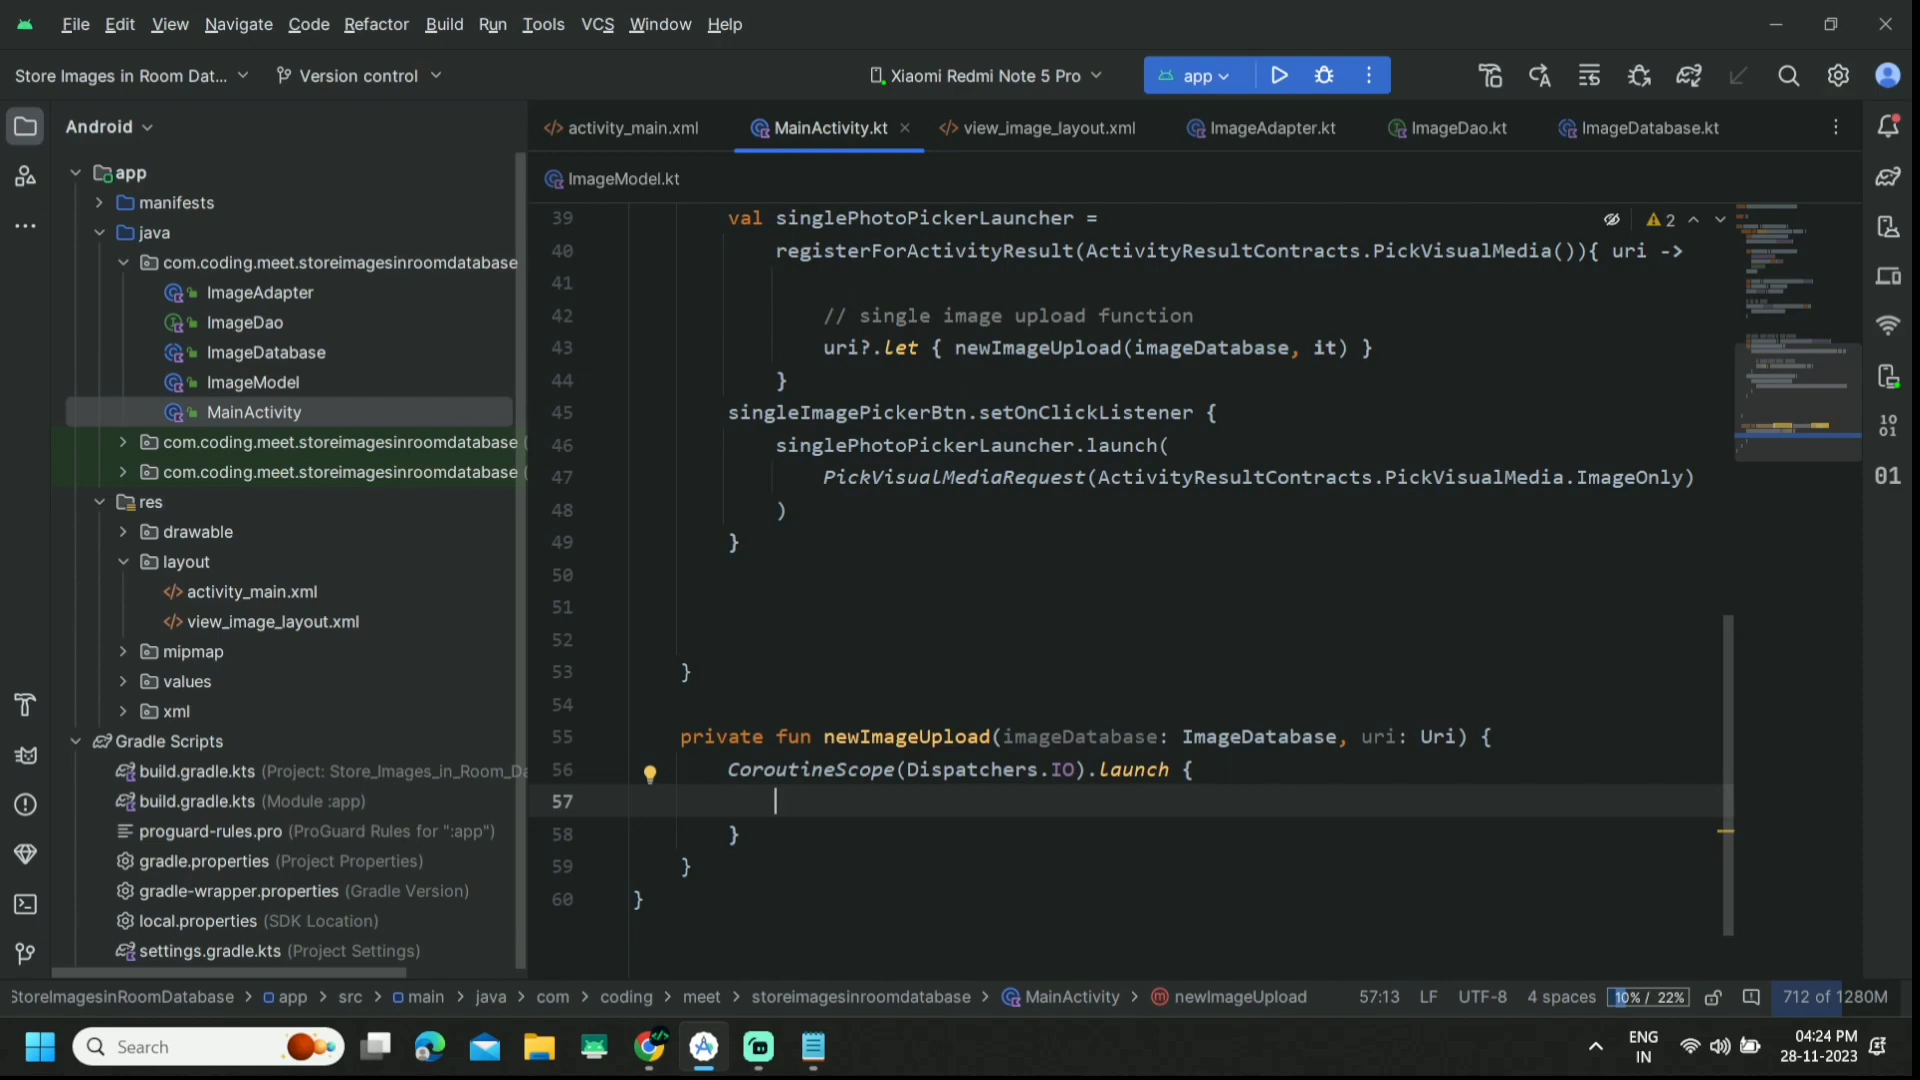 File Edit View Navigate Code Refactor Build Run Tools VCS Window Help
Store Images in Room Dat... Version control Xiaomi Redmi Note 5 Pro app
Android
app
manifests
java
com.coding.meet.storeimagesinroomdatabase
ImageAdapter
ImageDao
ImageDatabase
ImageModel
MainActivity
com.coding.meet.storeimagesinroomdatabase (
com.coding.meet.storeimagesinroomdatabase (
res
drawable
layout
activity_main.xml
view_image_layout.xml
mipmap
values
xml
Gradle Scripts
build.gradle.kts (Project: Store_Images_in_Room_Da
build.gradle.kts (Module :app)
proguard-rules.pro (ProGuard Rules for ":app")
gradle.properties (Project Properties)
gradle-wrapper.properties (Gradle Version)
local.properties (SDK Location)
settings.gradle.kts (Project Settings)
activity_main.xml MainActivity.kt view_image_layout.xml ImageAdapter.kt ImageDao.kt ImageDatabase.kt
ImageModel.kt
2
39 val singlePhotoPickerLauncher =
40 registerForActivityResult(ActivityResultContracts.PickVisualMedia()){ uri ->
41
42 // single image upload function
43 uri?.let { newImageUpload(imageDatabase, it) }
44 }
45 singleImagePickerBtn.setOnClickListener {
46 singlePhotoPickerLauncher.launch(
47 PickVisualMediaRequest(ActivityResultContracts.PickVisualMedia.ImageOnly)
48 )
49 }
50
51
52
53 }
54
55 private fun newImageUpload(imageDatabase: ImageDatabase, uri: Uri) {
56 CoroutineScope(Dispatchers.IO).launch {
57
58 }
59 }
60 }
10
01
01
StoreImagesinRoomDatabase > app > src > main > java > com > coding > meet > storeimagesinroomdatabase > MainActivity > newImageUpload 57:13 LF UTF-8 4 spaces 10% / 22% 712 of 1280M
Search
ENG
IN
04:24 PM
28-11-2023